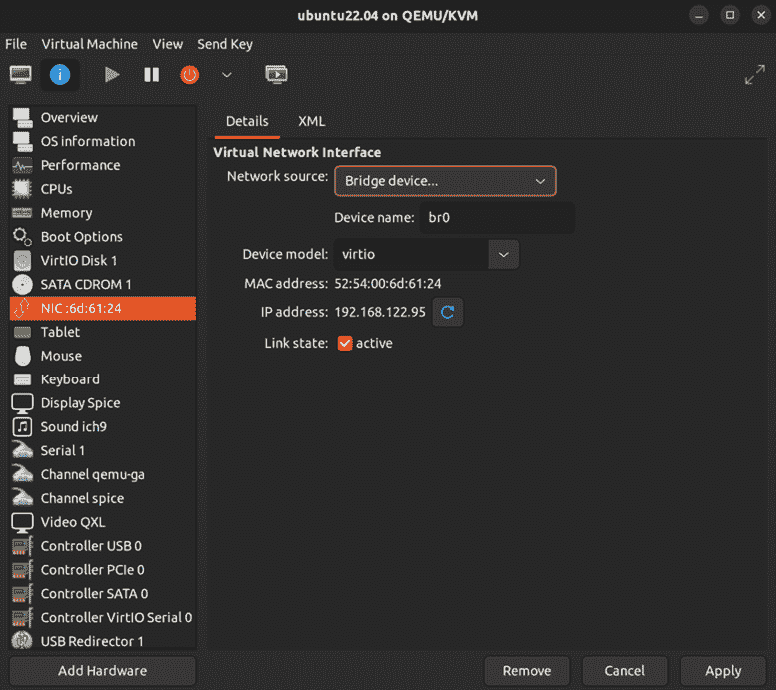 ubuntu22.04 on QEMU/KVM
File Virtual Machine View Send Key
Overview
OS information
Performance
CPUs
Memory
Boot Options
VirtIO Disk 1
SATA CDROM 1
NIC :6d:61:24
Tablet
Mouse
Keyboard
Display Spice
Sound ich9
Serial 1
Channel qemu-ga
Channel spice
Video QXL
Controller USB 0
Controller PCIe 0
Controller SATA 0
Controller VirtIO Serial 0
USB Redirector 1
Add Hardware
Details XML
Virtual Network Interface
Network source: Bridge device...
Device name: br0
Device model: virtio
MAC address: 52:54:00:6d:61:24
IP address: 192.168.122.95
Link state: active
Remove Cancel Apply